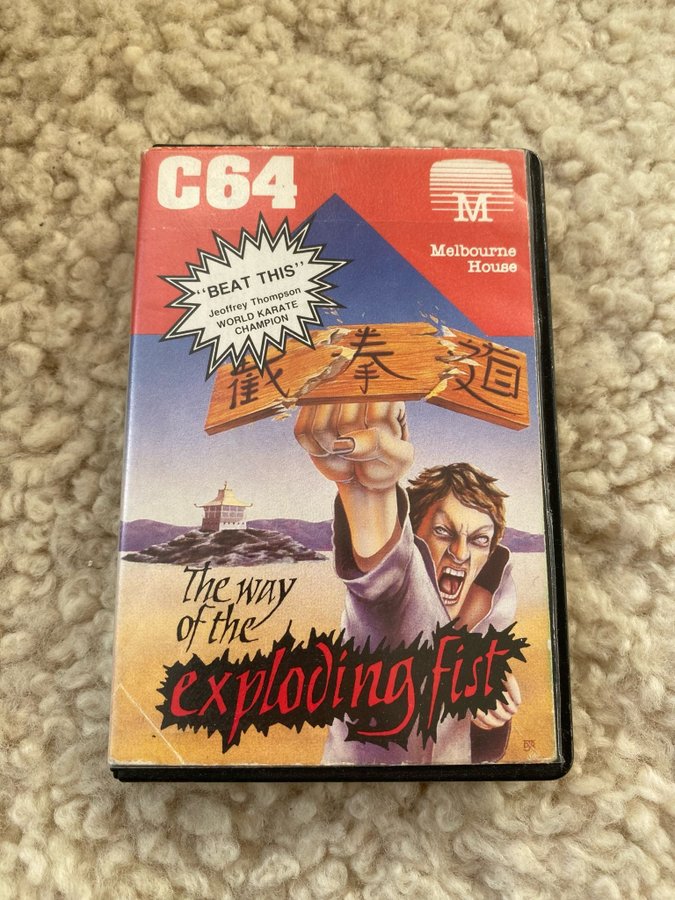 C64
M
Melbourne
House
"BEAT THIS"
Jeoffrey Thompson
WORLD KARATE
CHAMPION
截拳道
The way
of the
exploding fist